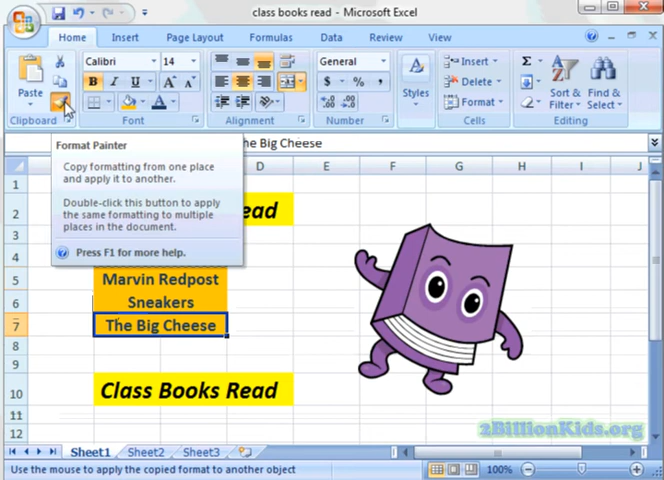 class books read - Microsoft Excel
Home Insert Page Layout Formulas Data Review View
Paste
Calibri 14
B I U A A
General
$ % ,
Styles
Insert
Delete
Format
Σ
Sort & Filter
Find & Select
Clipboard Font Alignment Number Cells Editing
The Big Cheese
Format Painter
Copy formatting from one place
and apply it to another.
Double-click this button to apply
the same formatting to multiple
places in the document.
Press F1 for more help.
D E F G H I J
1
2 ead
3
4
5 Marvin Redpost
6 Sneakers
7 The Big Cheese
8
9
10 Class Books Read
11
12
2BillionKids.org
Sheet1 Sheet2 Sheet3
Use the mouse to apply the copied format to another object 100%